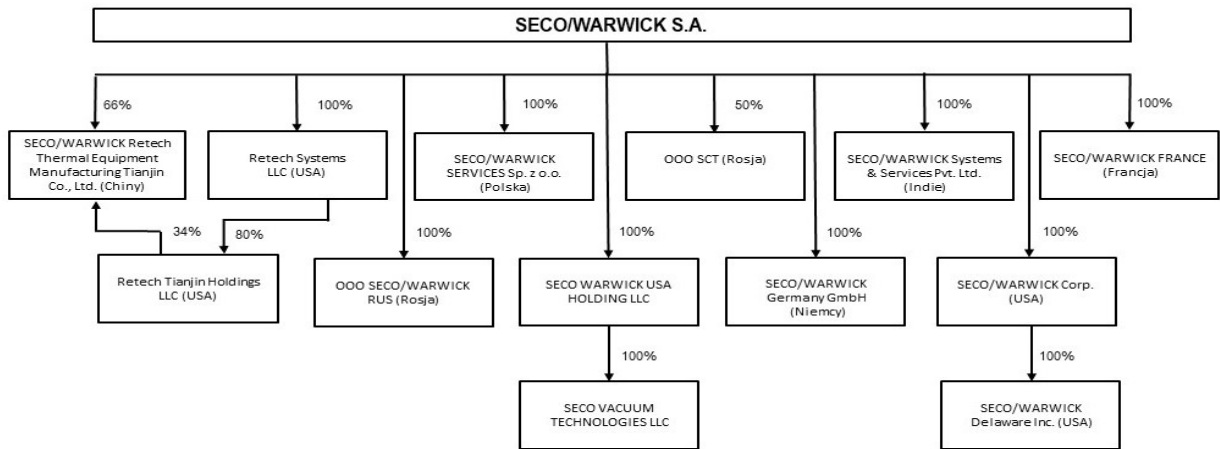 SECO/WARWICK S.A.
66%
100%
100%
50%
100%
100%
SECO/WARWICK Retech
Thermal Equipment
Manufacturing Tianjin
Co., Ltd. (Chiny)
Retech Systems
LLC (USA)
SECO/WARWICK
SERVICES Sp. z o.o.
(Polska)
OOO SCT (Rosja)
SECO/WARWICK Systems
& Services Pvt. Ltd.
(Indie)
SECO/WARWICK FRANCE
(Francja)
34%
80%
100%
100%
100%
100%
Retech Tianjin Holdings
LLC (USA)
OOO SECO/WARWICK
RUS (Rosja)
SECO WARWICK USA
HOLDING LLC
SECO/WARWICK
Germany GmbH
(Niemcy)
SECO/WARWICK Corp.
(USA)
100%
100%
SECO VACUUM
TECHNOLOGIES LLC
SECO/WARWICK
Delaware Inc. (USA)